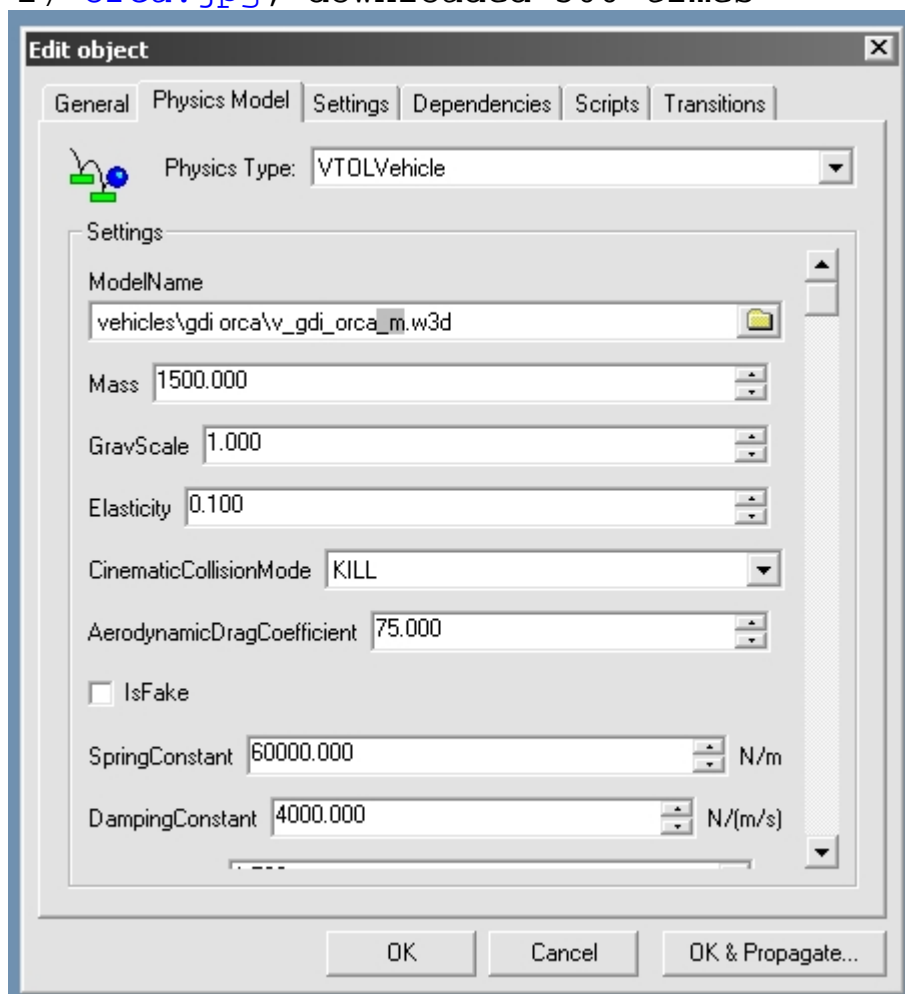 Edit object
General Physics Model Settings Dependencies Scripts Transitions
Physics Type: VTOLVehicle
Settings
ModelName
vehicles\gdi orca\v_gdi_orca_m.w3d
Mass 1500.000
GravScale 1.000
Elasticity 0.100
CinematicCollisionMode KILL
AerodynamicDragCoefficient 75.000
IsFake
SpringConstant 60000.000 N/m
DampingConstant 4000.000 N/(m/s)
OK Cancel OK & Propagate...